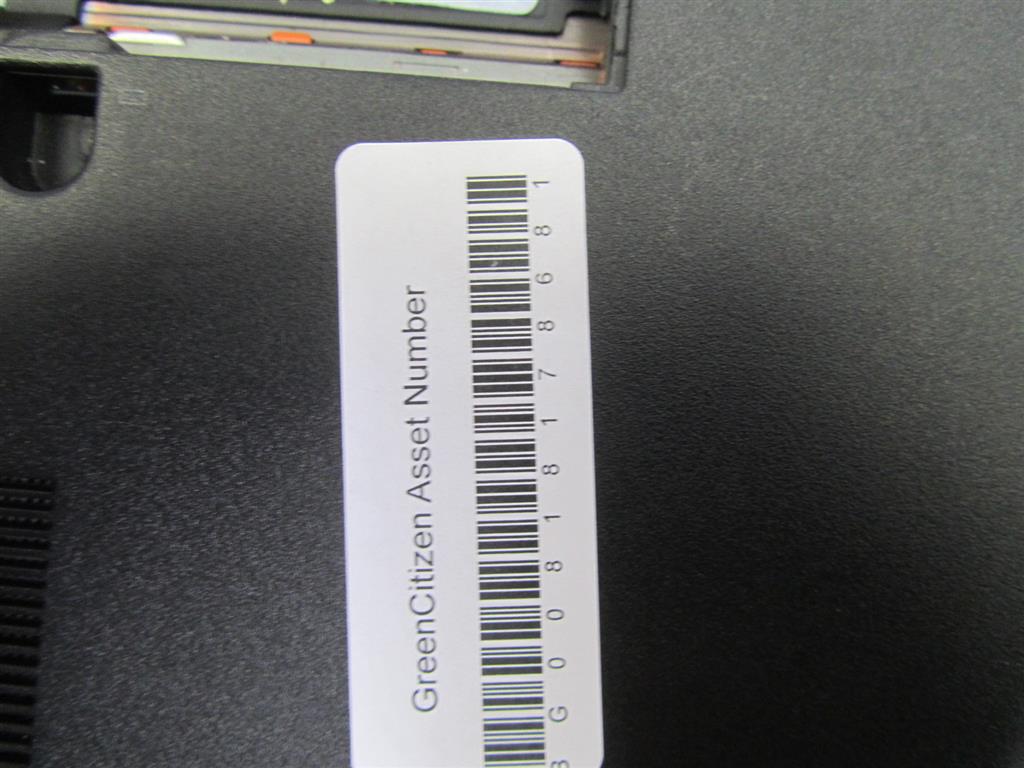 GreenCitizen Asset Number
B G 0 0 8 1 8 1 7 8 6 8 1